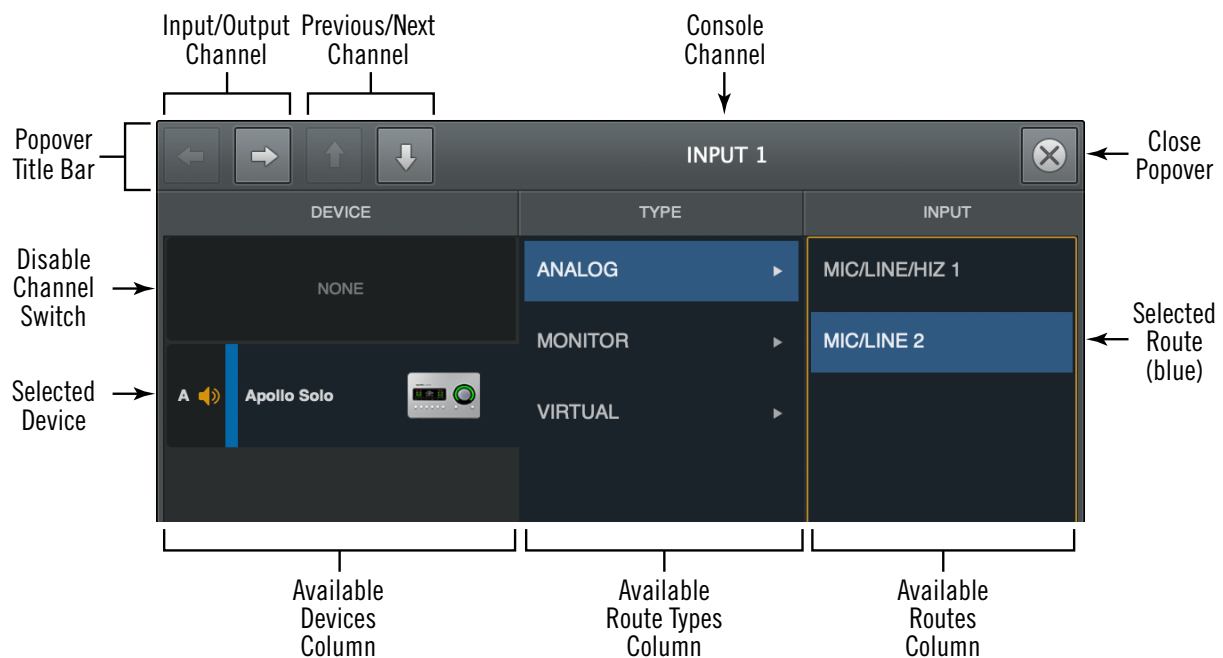 Input/Output
Channel
Previous/Next
Channel
Console
Channel
Popover
Title Bar
INPUT 1
Close
Popover
DEVICE
TYPE
INPUT
Disable
Channel
Switch
NONE
ANALOG
MIC/LINE/HIZ 1
MONITOR
MIC/LINE 2
Selected
Route
(blue)
Selected
Device
A
Apollo Solo
VIRTUAL
Available
Devices
Column
Available
Route Types
Column
Available
Routes
Column